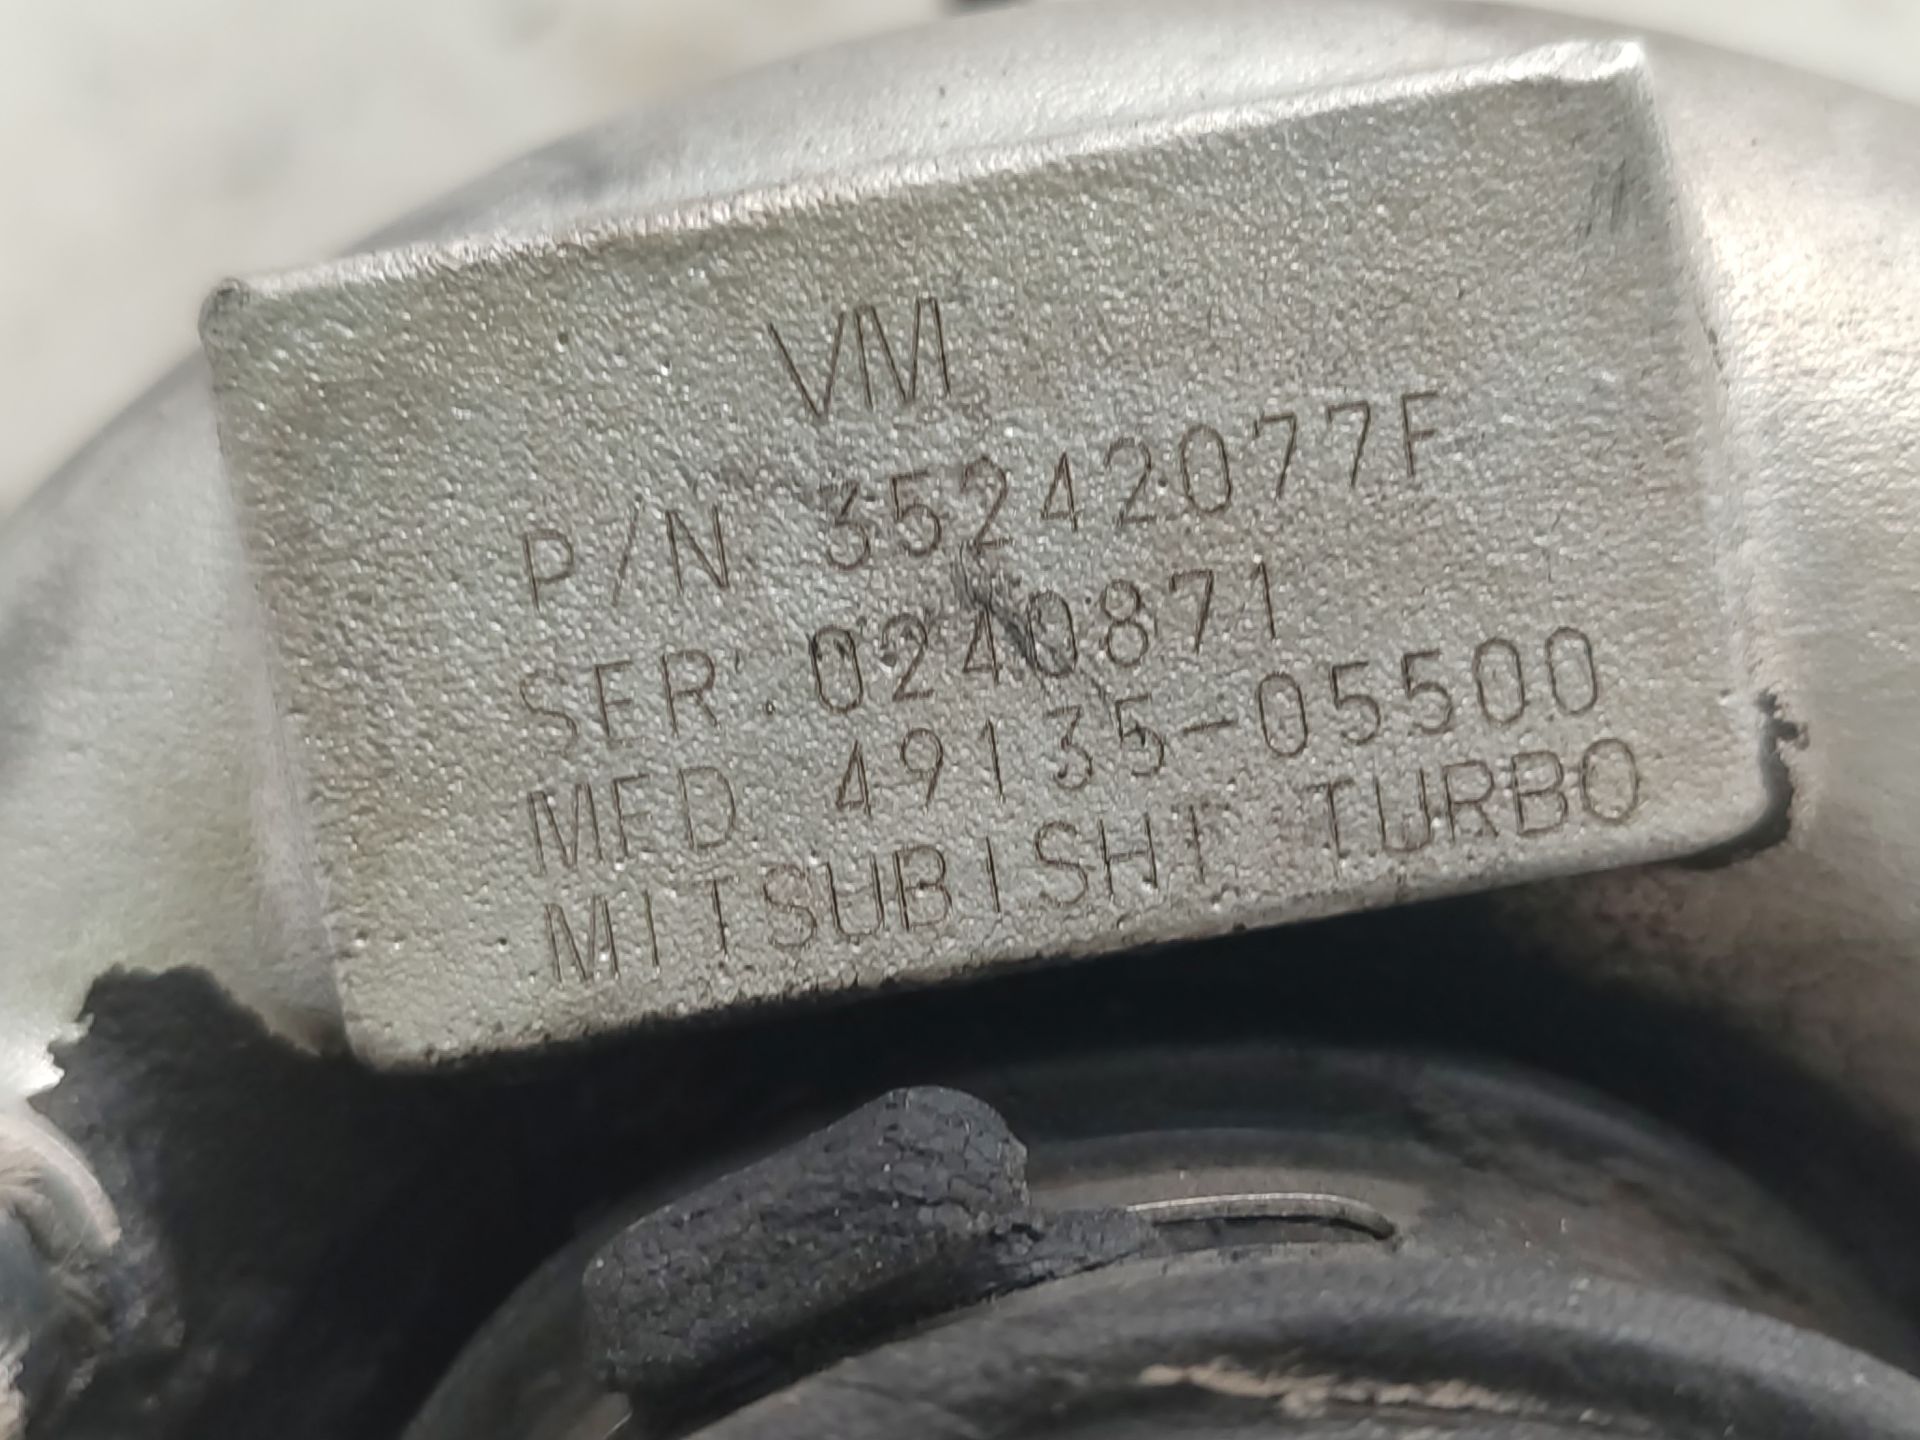 VM
P/N. 35242077F
SER. 0240871
MFD. 49135-05500
MITSUBISHI TURBO